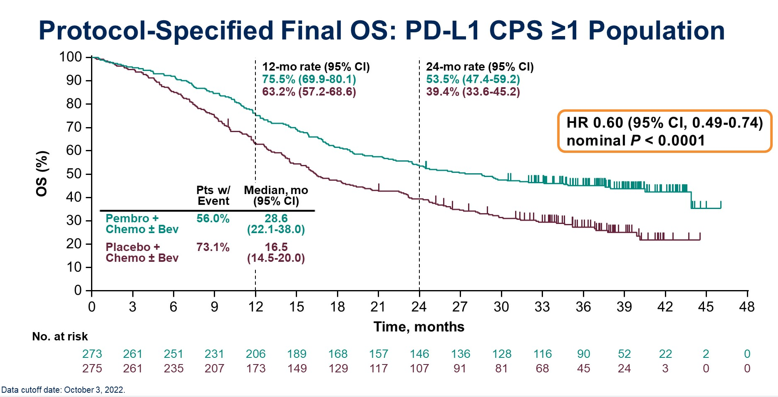 Protocol-Specified Final OS: PD-L1 CPS ≥1 Population
12-mo rate (95% CI)
75.5% (69.9-80.1)
63.2% (57.2-68.6)
24-mo rate (95% CI)
53.5% (47.4-59.2)
39.4% (33.6-45.2)
HR 0.60 (95% CI, 0.49-0.74)
nominal P < 0.0001
OS (%)
100
90
80
70
60
50
40
30
20
10
0
Pts w/ Event Median, mo (95% CI)
Pembro + Chemo ± Bev 56.0% 28.6 (22.1-38.0)
Placebo + Chemo ± Bev 73.1% 16.5 (14.5-20.0)
0 3 6 9 12 15 18 21 24 27 30 33 36 39 42 45 48
Time, months
No. at risk
273 261 251 231 206 189 168 157 146 136 128 116 90 52 22 2 0
275 261 235 207 173 149 129 117 107 91 81 68 45 24 3 0 0
Data cutoff date: October 3, 2022.